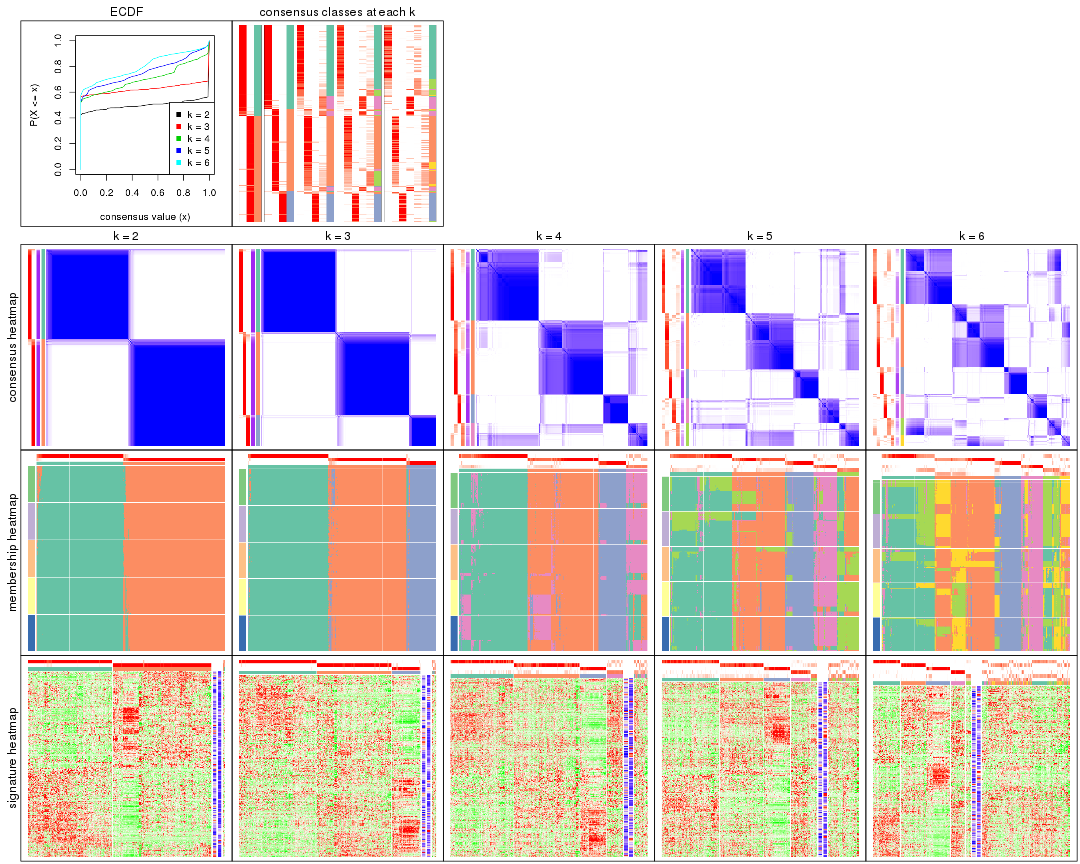 ECDF
consensus classes at each k
P(X <= x)
0.0
0.2
0.4
0.6
0.8
1.0
k = 2
k = 3
k = 4
k = 5
k = 6
0.0 0.2 0.4 0.6 0.8 1.0
consensus value (x)
k = 2
k = 3
k = 4
k = 5
k = 6
consensus heatmap
membership heatmap
signature heatmap